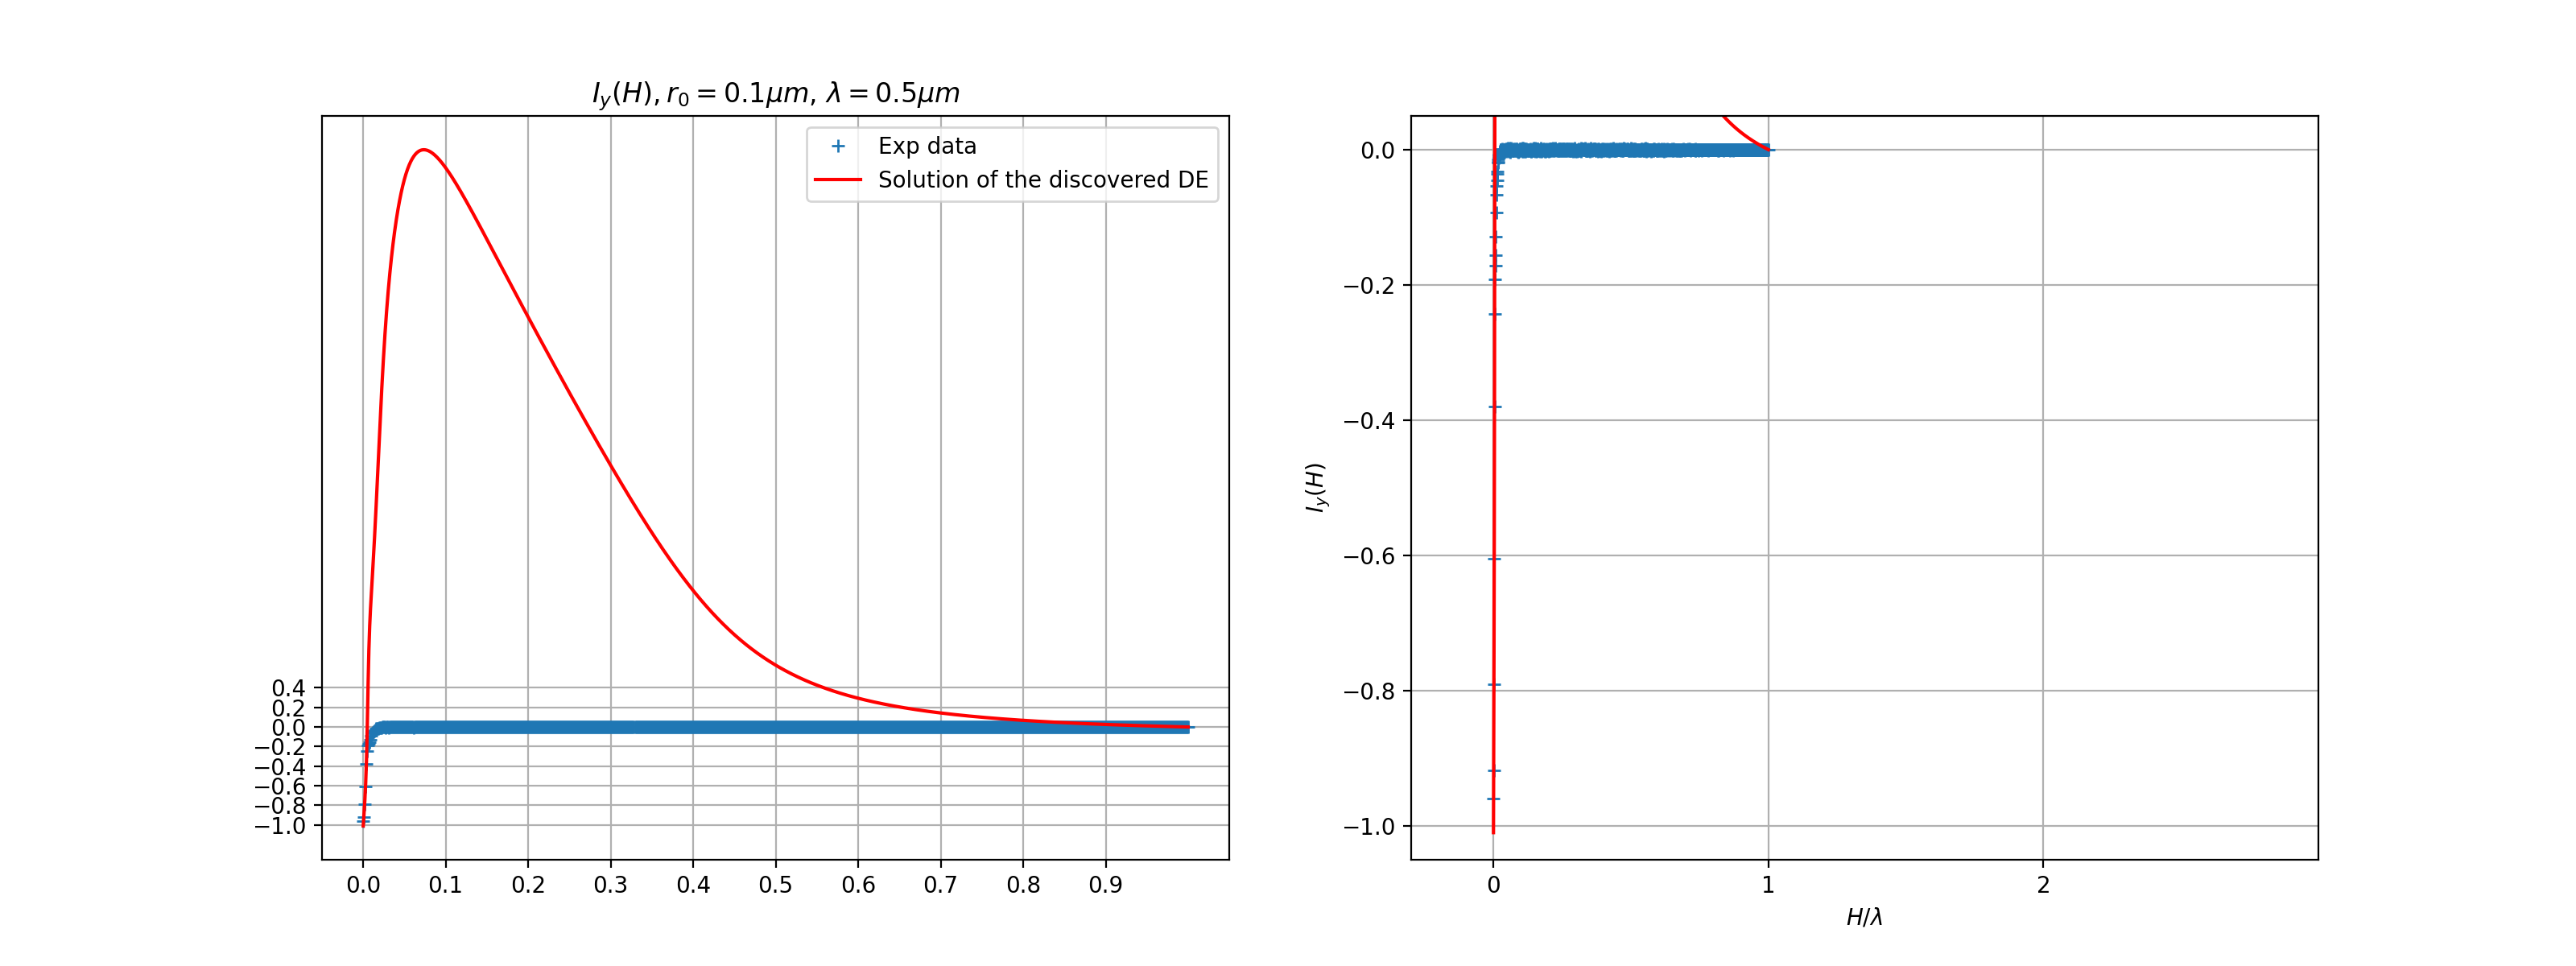 I_y(H), r_0 = 0.1μm, λ = 0.5μm
Exp data
Solution of the discovered DE
0.4
0.2
0.0
−0.2
−0.4
−0.6
−0.8
−1.0
0.0 0.1 0.2 0.3 0.4 0.5 0.6 0.7 0.8 0.9
I_y(H)
0.0
−0.2
−0.4
−0.6
−0.8
−1.0
0 1 2
H/λ